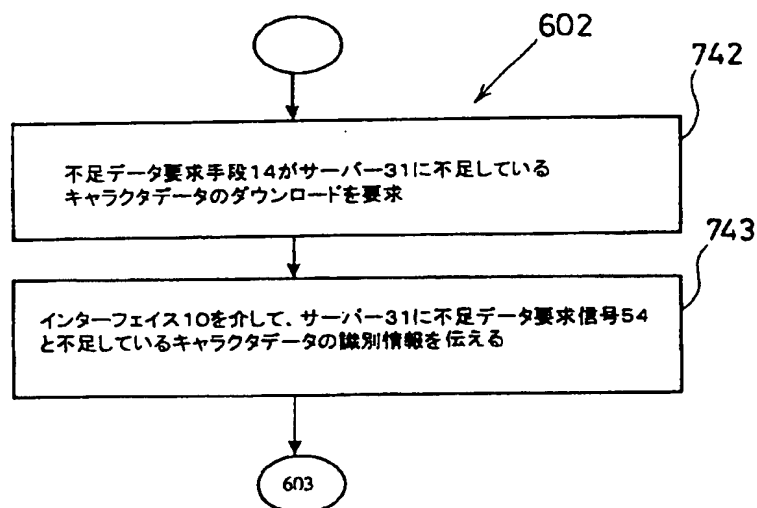 602
742
不足データ要求手段14がサーバー31に不足している
キャラクタデータのダウンロードを要求
743
インターフェイス10を介して、サーバー31に不足データ要求信号54
と不足しているキャラクタデータの識別情報を伝える
603